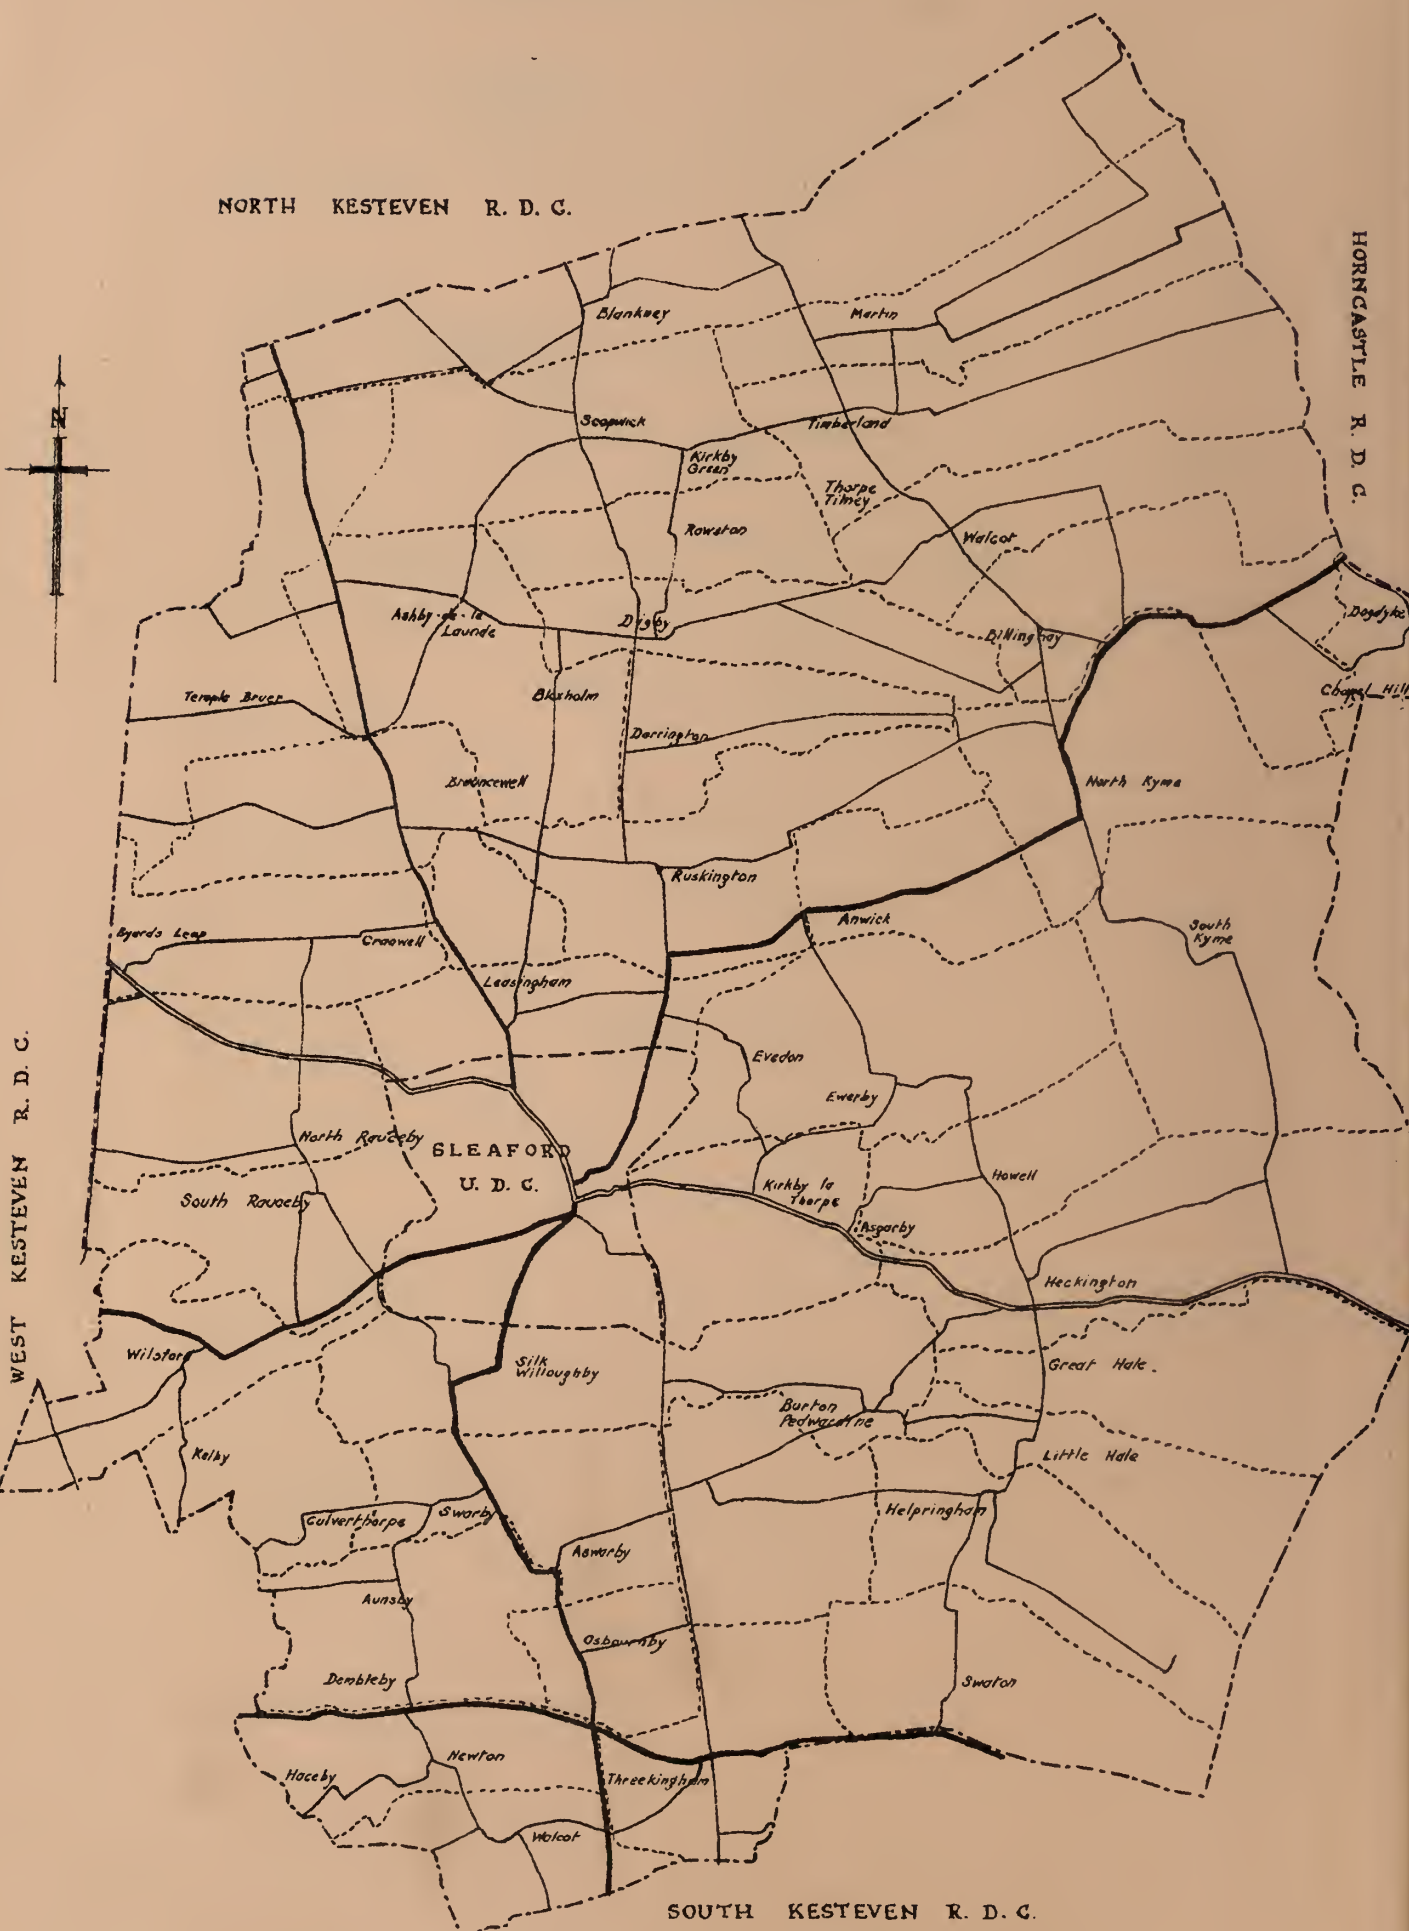 NORTH KESTEVEN R. D. C.
HORNCASTLE R. D. C.
Blankney
Martin
N
Scopwick
Timberland
Kirkby
Green
Thorpe
Tilney
Rowston
Walcot
Ashby-de-la
Launde
Digby
Billinghay
Dogdyke
Temple Bruer
Bloxholm
Chapel Hill
Dorrington
Brauncewell
North Kyme
Ruskington
Anwick
Byards Leap
Cranwell
South
Kyme
Leasingham
WEST KESTEVEN R. D. C.
Evedon
Ewerby
North Rauceby
SLEAFORD
U. D. C.
Howell
Kirkby la
Thorpe
South Rauceby
Asgarby
Heckington
Wilsford
Silk
Willoughby
Great Hale.
Burton
Pedwardine
Kelby
Little Hale
Culverthorpe
Swarby
Helpringham
Aswarby
Aunsby
Osbournby
Dembleby
Swaton
Newton
Haceby
Threekingham
Walcot
SOUTH KESTEVEN R. D. C.